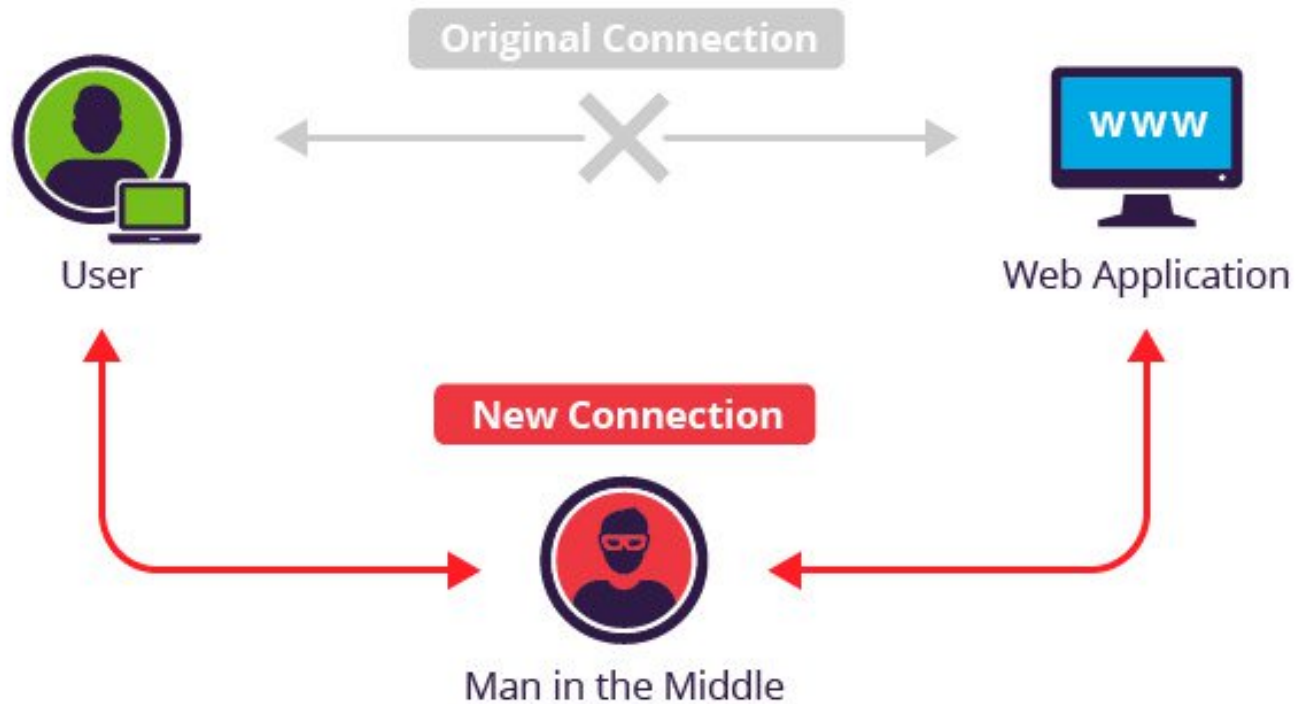 Original Connection
www
User
Web Application
New Connection
Man in the Middle